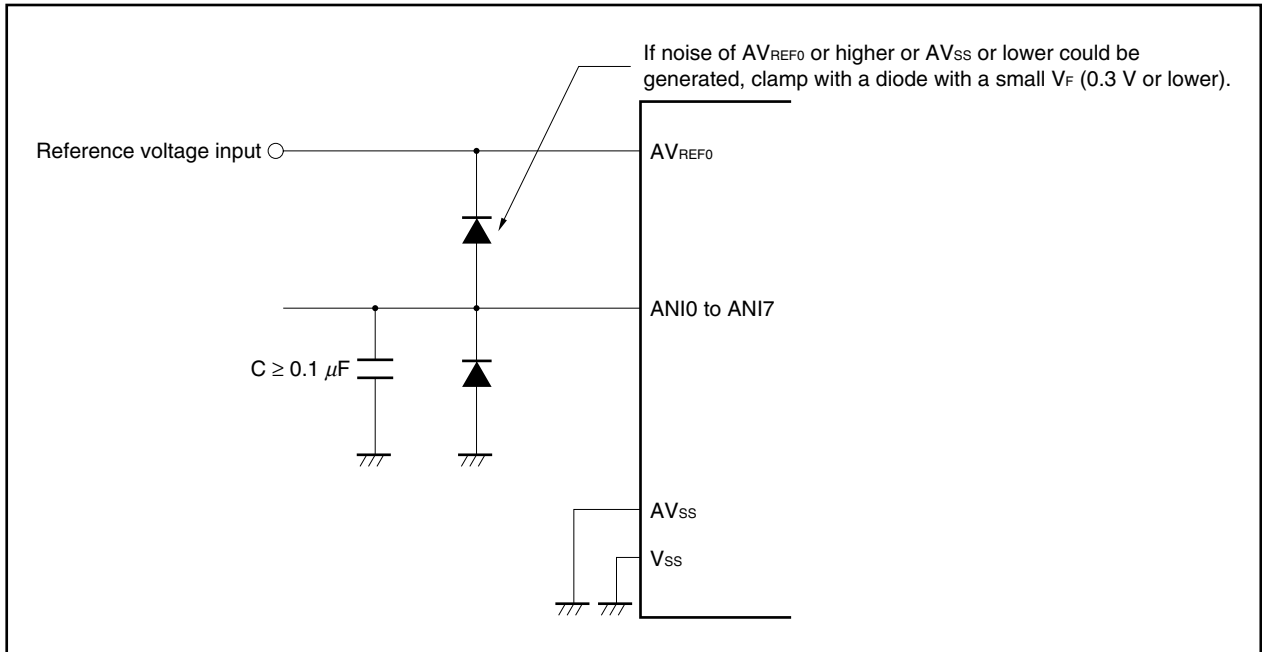 If noise of AVREF0 or higher or AVSS or lower could be
generated, clamp with a diode with a small VF (0.3 V or lower).
Reference voltage input
AVREF0
ANI0 to ANI7
C ≥ 0.1 μF
AVSS
VSS